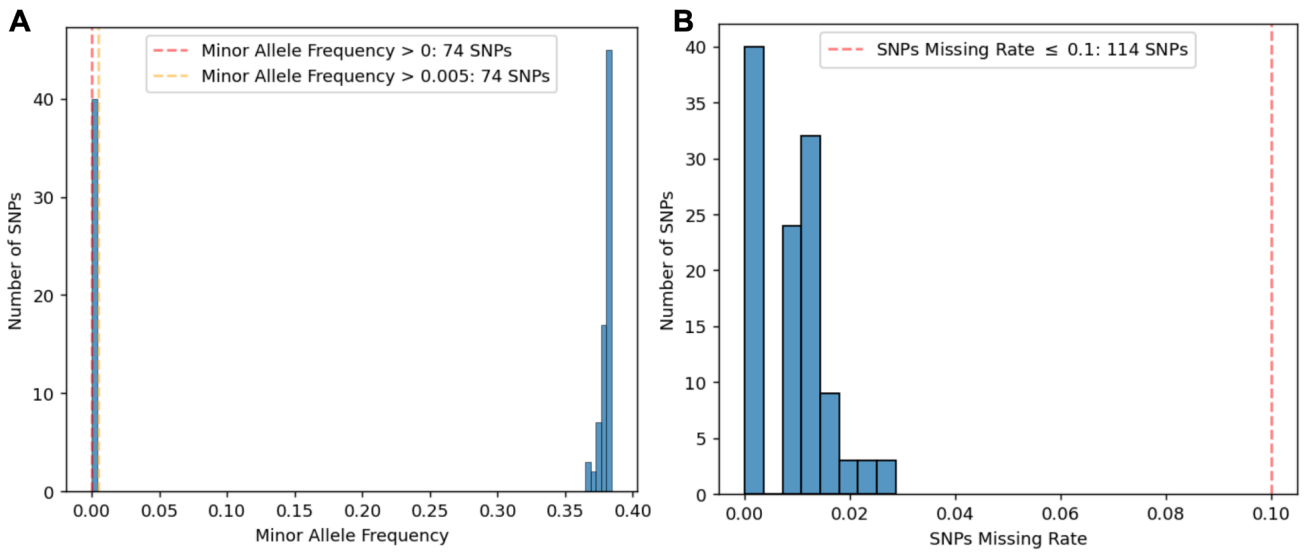 A
Minor Allele Frequency > 0: 74 SNPs
Minor Allele Frequency > 0.005: 74 SNPs
Number of SNPs
40
30
20
10
0
0.00 0.05 0.10 0.15 0.20 0.25 0.30 0.35 0.40
Minor Allele Frequency
B
SNPs Missing Rate ≤ 0.1: 114 SNPs
Number of SNPs
40
35
30
25
20
15
10
5
0
0.00 0.02 0.04 0.06 0.08 0.10
SNPs Missing Rate